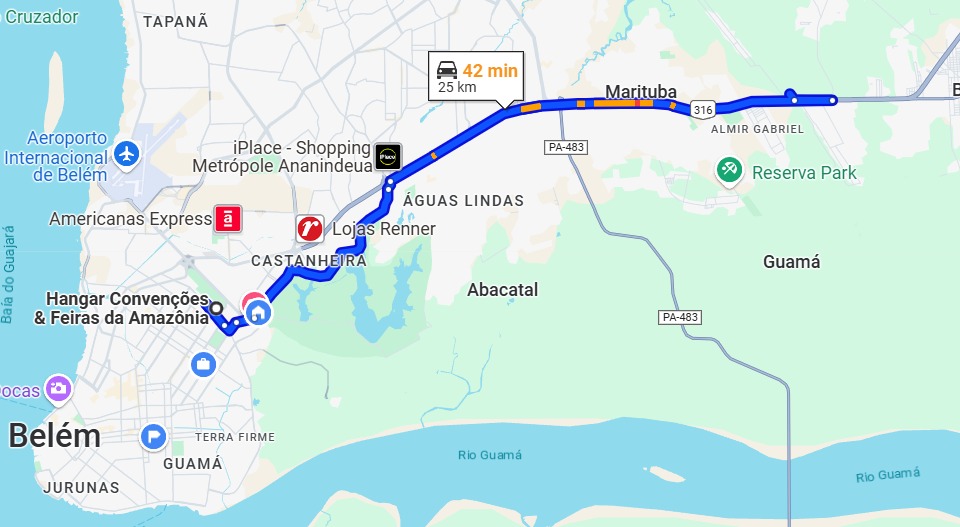 Cruzador
TAPANÃ
42 min
25 km
Marituba
316
ALMIR GABRIEL
Aeroporto
Internacional
de Belém
iPlace - Shopping
Metrópole Ananindeua
iPlace
PA-483
Reserva Park
ÁGUAS LINDAS
Americanas Express
a
r
Lojas Renner
CASTANHEIRA
Baía do Guajará
Guamá
Abacatal
Hangar Convenções
& Feiras da Amazônia
PA-483
ocas
Belém
TERRA FIRME
GUAMÁ
Rio Guamá
Rio Guamá
JURUNAS
B